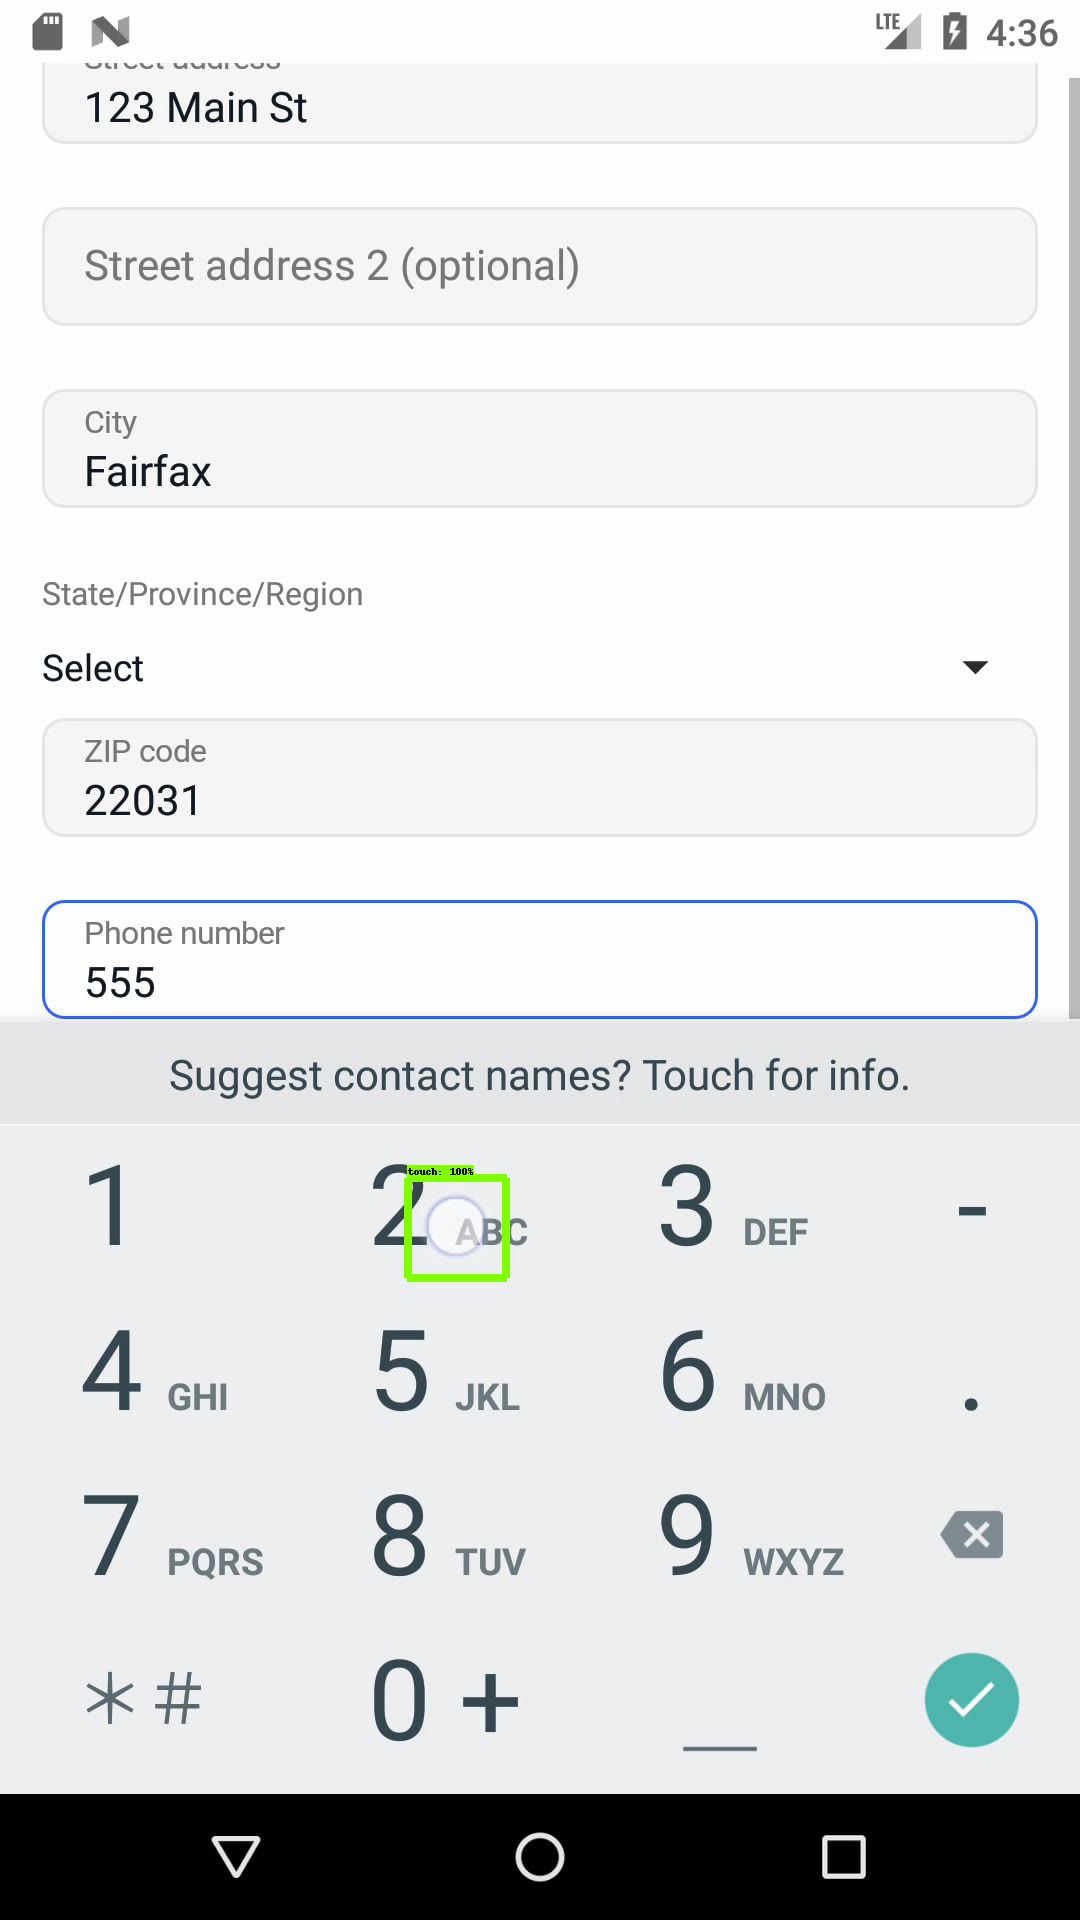 LTE 4:36
Street address
123 Main St
Street address 2 (optional)
City
Fairfax
State/Province/Region
Select
ZIP code
22031
Phone number
555
Suggest contact names? Touch for info.
touch: 100%
1 2 ABC 3 DEF -
4 GHI 5 JKL 6 MNO .
7 PQRS 8 TUV 9 WXYZ
*# 0 + _